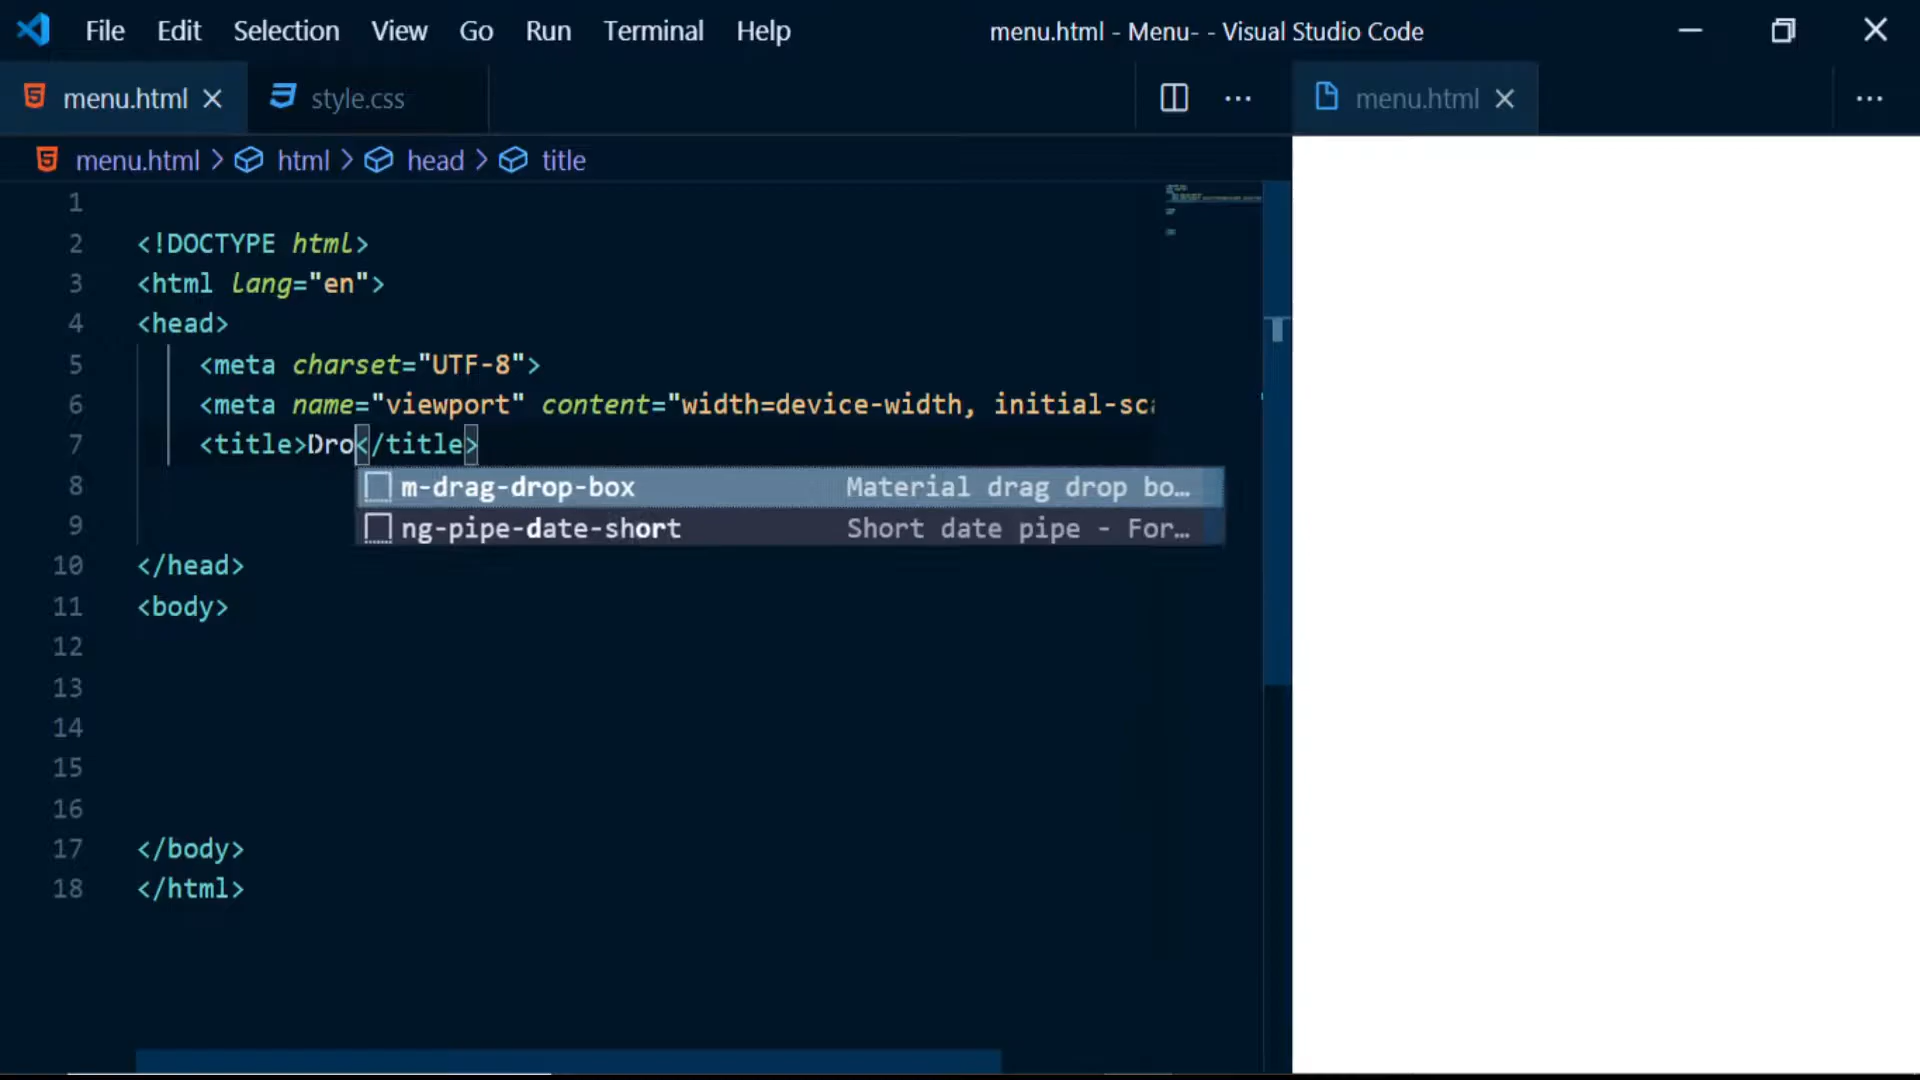 File Edit Selection View Go Run Terminal Help menu.html - Menu- - Visual Studio Code
menu.html style.css menu.html
menu.html > html > head > title
1
2 <!DOCTYPE html>
3 <html lang="en">
4 <head>
5 <meta charset="UTF-8">
6 <meta name="viewport" content="width=device-width, initial-sc
7 <title>Dro</title>
8 m-drag-drop-box Material drag drop bo…
9 ng-pipe-date-short Short date pipe - For…
10 </head>
11 <body>
12
13
14
15
16
17 </body>
18 </html>